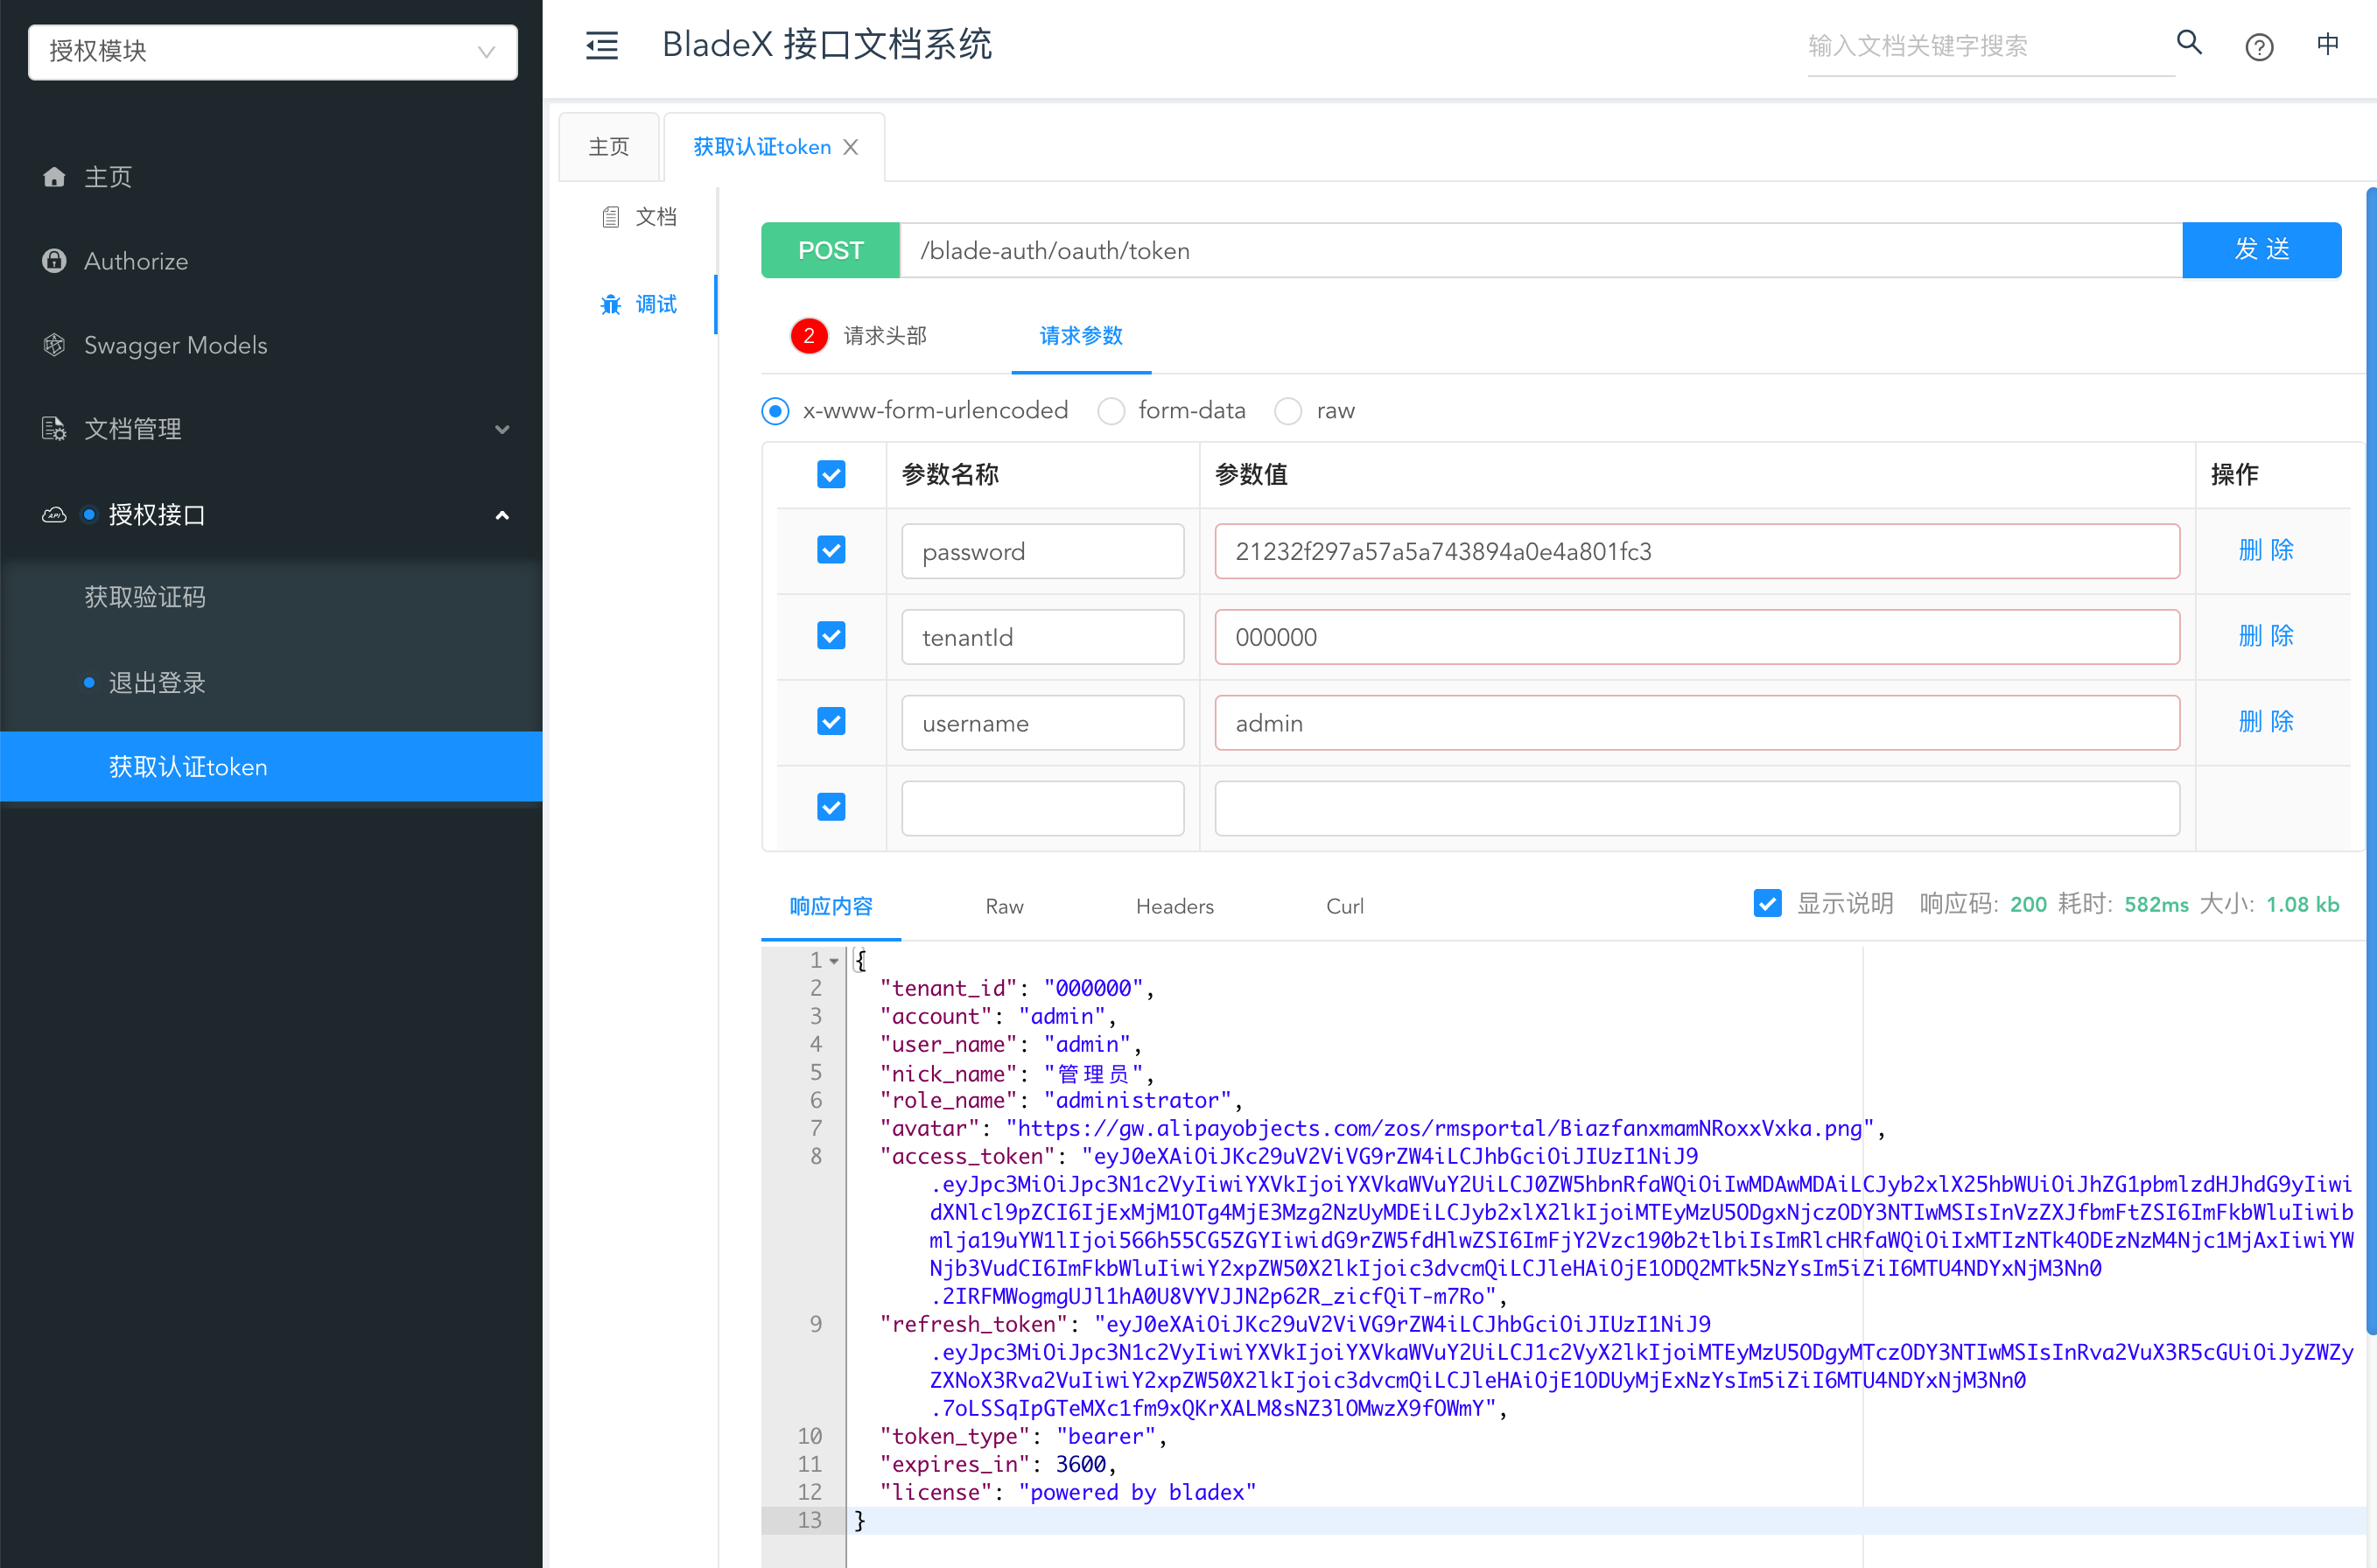 授权模块
主页
Authorize
Swagger Models
文档管理
授权接口
获取验证码
退出登录
获取认证token
BladeX 接口文档系统
输入文档关键字搜索
中
主页
获取认证token
文档
调试
POST /blade-auth/oauth/token 发 送
2 请求头部 请求参数
x-www-form-urlencoded form-data raw
参数名称 参数值 操作
password 21232f297a57a5a743894a0e4a801fc3 删 除
tenantId 000000 删 除
username admin 删 除
响应内容 Raw Headers Curl 显示说明 响应码: 200 耗时: 582ms 大小: 1.08 kb
1 {
2 "tenant_id": "000000",
3 "account": "admin",
4 "user_name": "admin",
5 "nick_name": "管理员",
6 "role_name": "administrator",
7 "avatar": "https://gw.alipayobjects.com/zos/rmsportal/BiazfanxmamNRoxxVxka.png",
8 "access_token": "eyJ0eXAiOiJKc29uV2ViVG9rZW4iLCJhbGciOiJIUzI1NiJ9
.eyJpc3MiOiJpc3N1c2VyIiwiYXVkIjoiYXVkaWVuY2UiLCJ0ZW5hbnRfaWQiOiIwMDAwMDAiLCJyb2xlX25hbWUiOiJhZG1pbmlzdHJhdG9yIiwi
dXNlcl9pZCI6IjExMjM1OTg4MjE3Mzg2NzUyMDEiLCJyb2xlX2lkIjoiMTEyMzU5ODgxNjczODY3NTIwMSIsInVzZXJfbmFtZSI6ImFkbWluIiwib
mlja19uYW1lIjoi566h55CG5ZGYIiwidG9rZW5fdHlwZSI6ImFjY2Vzc190b2tlbiIsImRlcHRfaWQiOiIxMTIzNTk4ODEzNzM4Njc1MjAxIiwiYW
Njb3VudCI6ImFkbWluIiwiY2xpZW50X2lkIjoic3dvcmQiLCJleHAiOjE1ODQ2MTk5NzYsIm5iZiI6MTU4NDYxNjM3Nn0
.2IRFMWogmgUJl1hA0U8VYVJJN2p62R_zicfQiT-m7Ro",
9 "refresh_token": "eyJ0eXAiOiJKc29uV2ViVG9rZW4iLCJhbGciOiJIUzI1NiJ9
.eyJpc3MiOiJpc3N1c2VyIiwiYXVkIjoiYXVkaWVuY2UiLCJ1c2VyX2lkIjoiMTEyMzU5ODgyMTczODY3NTIwMSIsInRva2VuX3R5cGUiOiJyZWZy
ZXNoX3Rva2VuIiwiY2xpZW50X2lkIjoic3dvcmQiLCJleHAiOjE1ODUyMjExNzYsIm5iZiI6MTU4NDYxNjM3Nn0
.7oLSSqIpGTeMXc1fm9xQKrXALM8sNZ3lOMwzX9fOWmY",
10 "token_type": "bearer",
11 "expires_in": 3600,
12 "license": "powered by bladex"
13 }